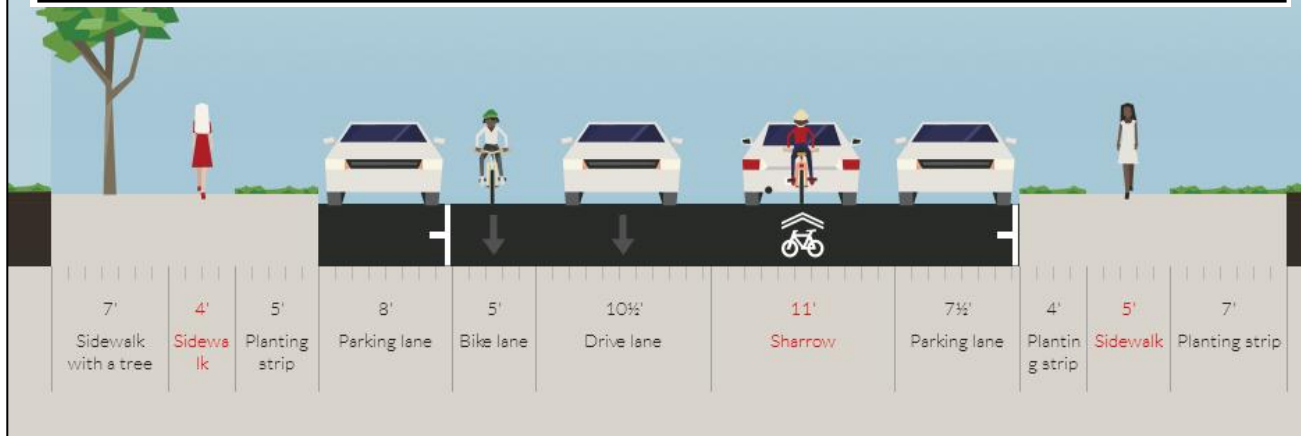 7' 4' 5' 8' 5' 10½' 11' 7½' 4' 5' 7'
Sidewalk
with a tree
Sidewa
lk
Planting
strip
Parking lane
Bike lane
Drive lane
Sharrow
Parking lane
Plantin
g strip
Sidewalk
Planting strip